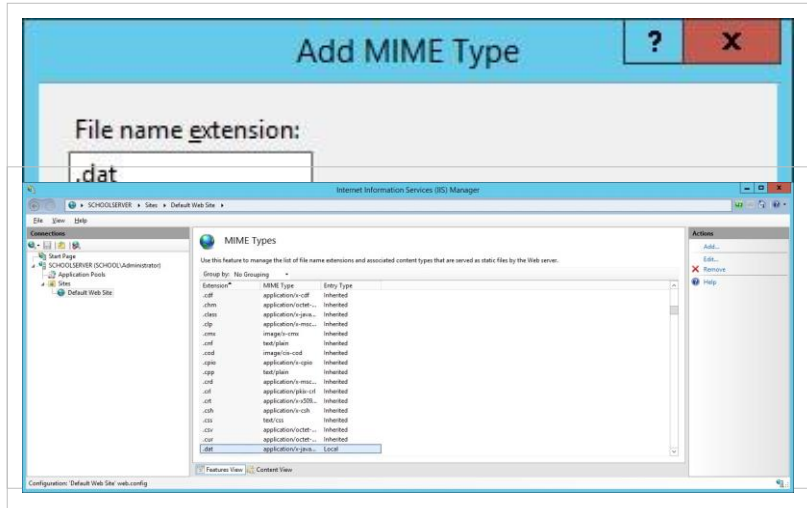 Add MIME Type
?
x
File name extension:
.dat
Internet Information Services (IIS) Manager
SCHOOLSERVER Sites Default Web Site
File View Help
Connections
Start Page
SCHOOLSERVER (SCHOOL\Administrator)
Application Pools
Sites
Default Web Site
MIME Types
Use this feature to manage the list of file name extensions and associated content types that are served as static files by the Web server.
Group by: No Grouping
Extension MIME Type Entry Type
.cdf application/x-cdf Inherited
.chm application/octet-... Inherited
.class application/x-java... Inherited
.clp application/x-msc... Inherited
.cmx image/x-cmx Inherited
.cnf text/plain Inherited
.cod image/cis-cod Inherited
.cpio application/x-cpio Inherited
.cpp text/plain Inherited
.crd application/x-msc... Inherited
.crl application/pkix-crl Inherited
.crt application/x-x509... Inherited
.csh application/x-csh Inherited
.css text/css Inherited
.csv application/octet-... Inherited
.cur application/octet-... Inherited
.dat application/x-java... Local
Actions
Add...
Edit...
Remove
Help
Features View Content View
Configuration: 'Default Web Site' web.config